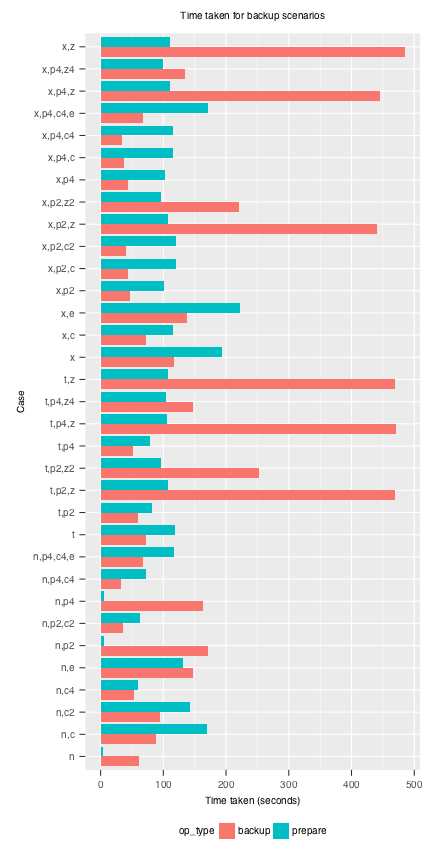 Time taken for backup scenarios
x,z
x,p4,z4
x,p4,z
x,p4,c4,e
x,p4,c4
x,p4,c
x,p4
x,p2,z2
x,p2,z
x,p2,c2
x,p2,c
x,p2
x,e
x,c
x
t,z
t,p4,z4
t,p4,z
t,p4
t,p2,z2
t,p2,z
t,p2
t
n,p4,c4,e
n,p4,c4
n,p4
n,p2,c2
n,p2
n,e
n,c4
n,c2
n,c
n
Case
0 100 200 300 400 500
Time taken (seconds)
op_type backup prepare